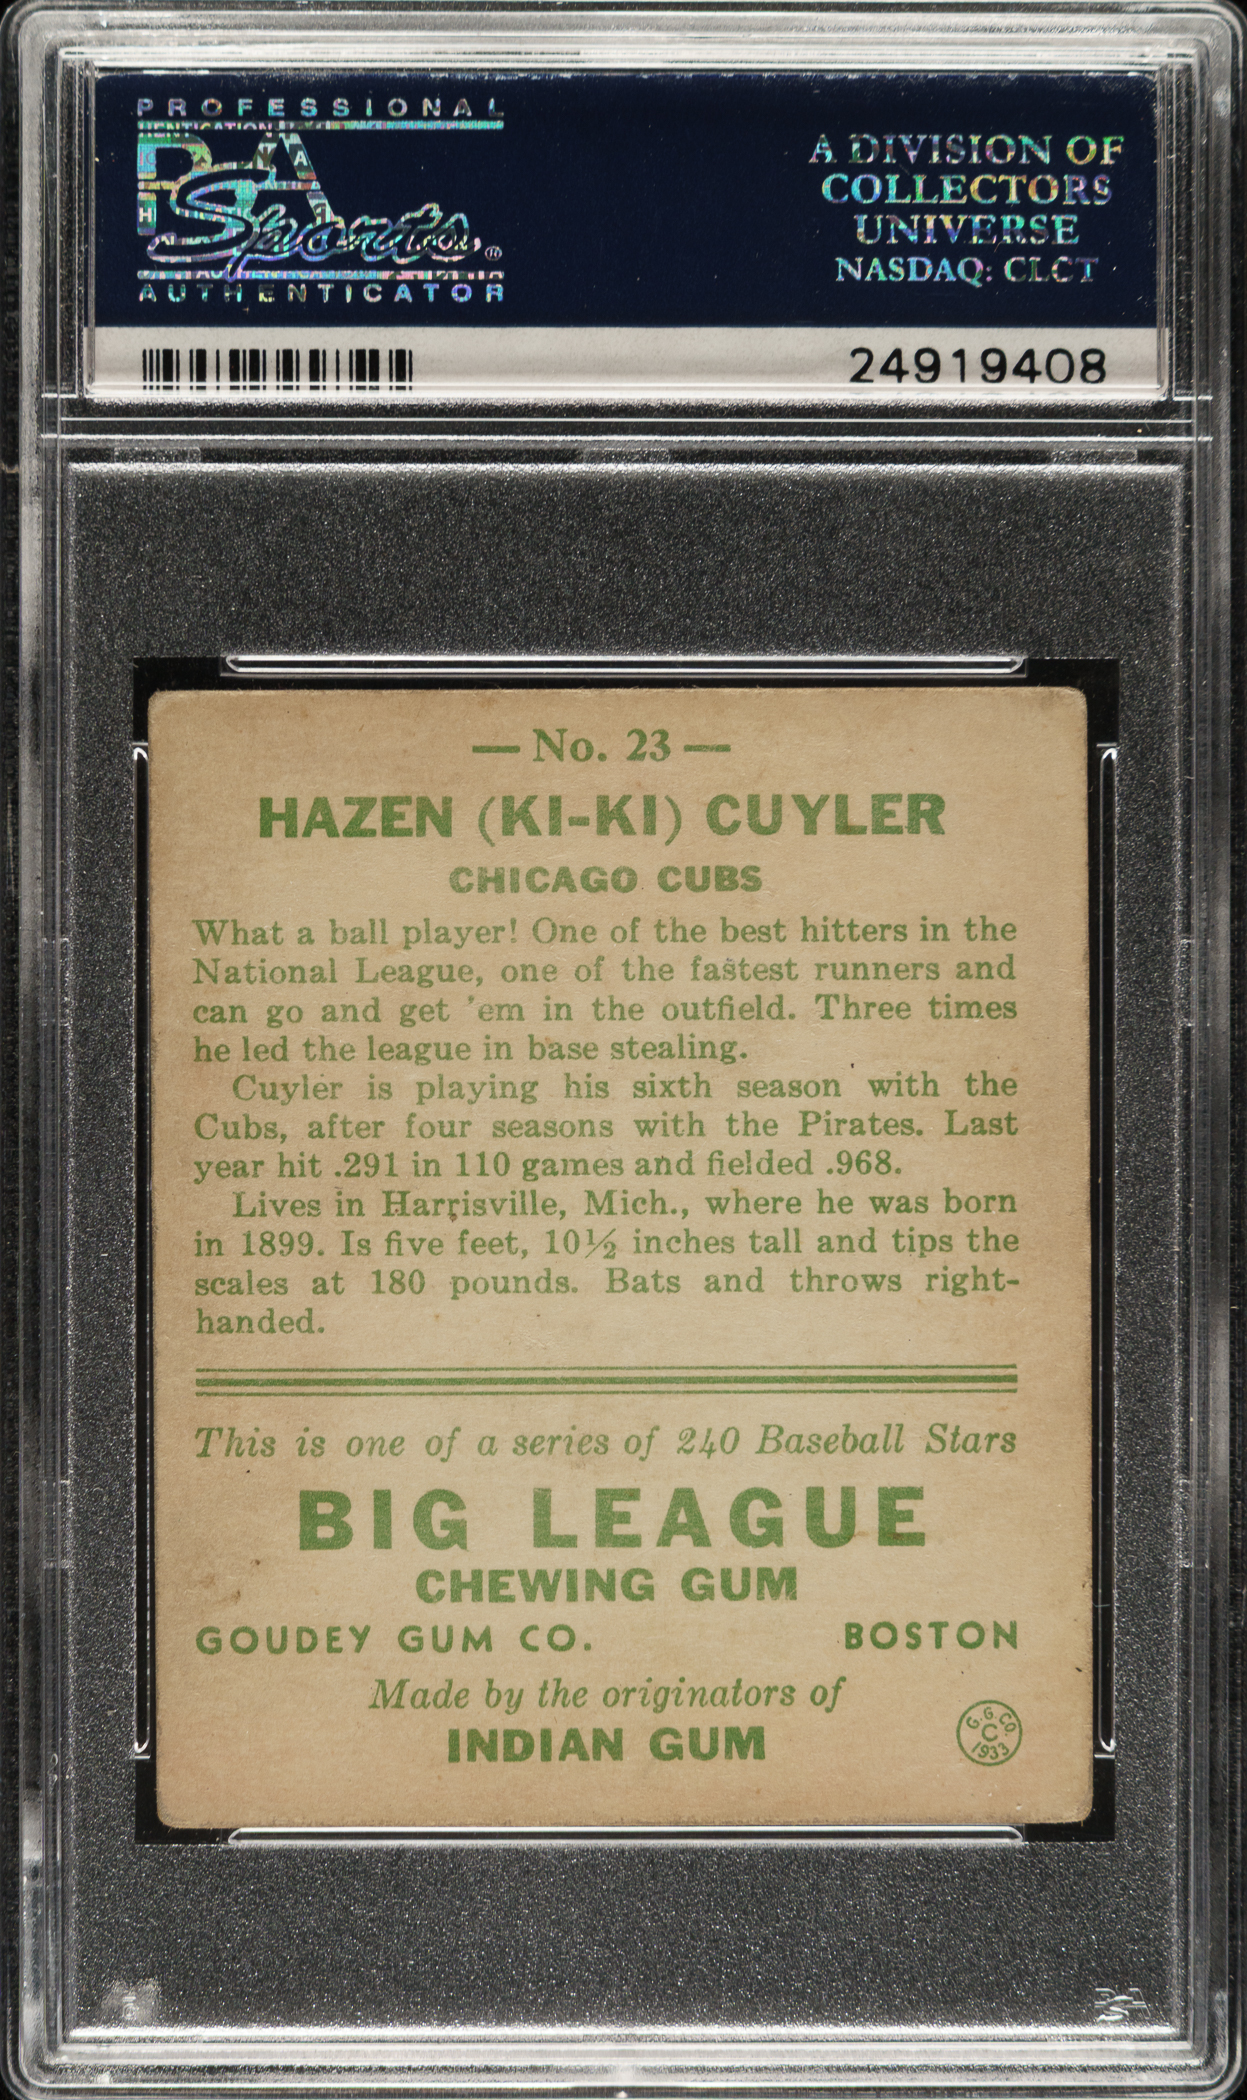 PROFESSIONAL
PSA
Sports ®
AUTHENTICATOR
A DIVISION OF
COLLECTORS
UNIVERSE
NASDAQ: CLCT
24919408
— No. 23 —
HAZEN (KI-KI) CUYLER
CHICAGO CUBS
What a ball player! One of the best hitters in the
National League, one of the fastest runners and
can go and get 'em in the outfield. Three times
he led the league in base stealing.
Cuyler is playing his sixth season with the
Cubs, after four seasons with the Pirates. Last
year hit .291 in 110 games and fielded .968.
Lives in Harrisville, Mich., where he was born
in 1899. Is five feet, 10½ inches tall and tips the
scales at 180 pounds. Bats and throws right-
handed.
This is one of a series of 240 Baseball Stars
BIG LEAGUE
CHEWING GUM
GOUDEY GUM CO. BOSTON
Made by the originators of
INDIAN GUM
G.G.CO.
C
1933
PSA